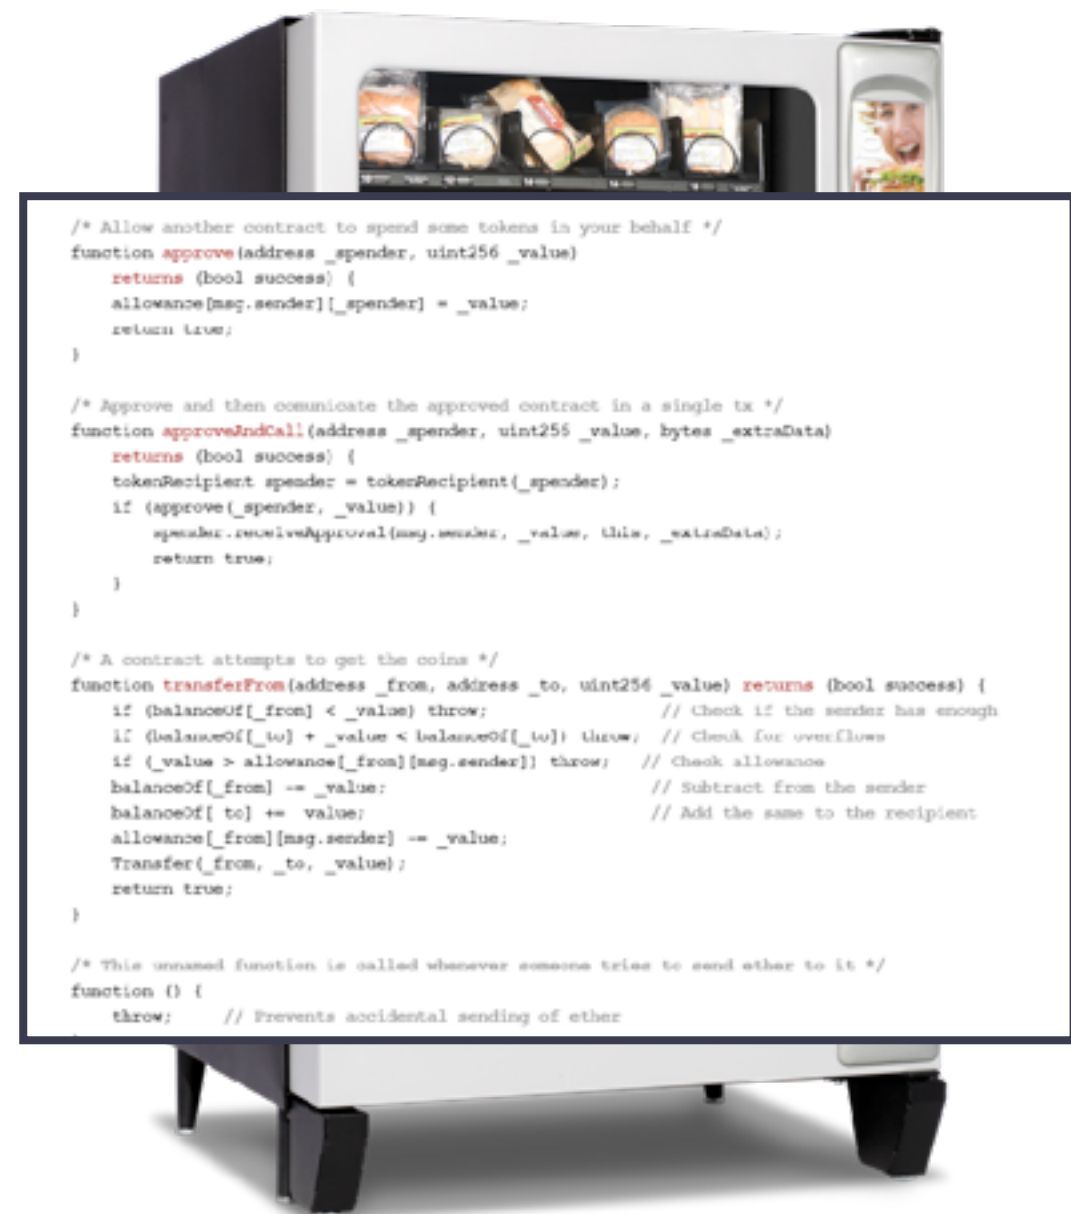 /* Allow another contract to spend some tokens in your behalf */
function approve(address _spender, uint256 _value)
returns (bool success) {
allowance[msg.sender][_spender] = _value;
return true;
}
/* Approve and then comunicate the approved contract in a single tx */
function approveAndCall(address _spender, uint256 _value, bytes _extraData)
returns (bool success) {
tokenRecipient spender = tokenRecipient(_spender);
if (approve(_spender, _value)) {
spender.receiveApproval(msg.sender, _value, this, _extraData);
return true;
}
}
/* A contract attempts to get the coins */
function transferFrom(address _from, address _to, uint256 _value) returns (bool success) {
if (balanceOf[_from] < _value) throw; // Check if the sender has enough
if (balanceOf[_to] + _value < balanceOf[_to]) throw; // Check for overflows
if (_value > allowance[_from][msg.sender]) throw; // Check allowance
balanceOf[_from] -= _value; // Subtract from the sender
balanceOf[_to] += _value; // Add the same to the recipient
allowance[_from][msg.sender] -= _value;
Transfer(_from, _to, _value);
return true;
}
/* This unnamed function is called whenever someone tries to send ether to it */
function () {
throw; // Prevents accidental sending of ether